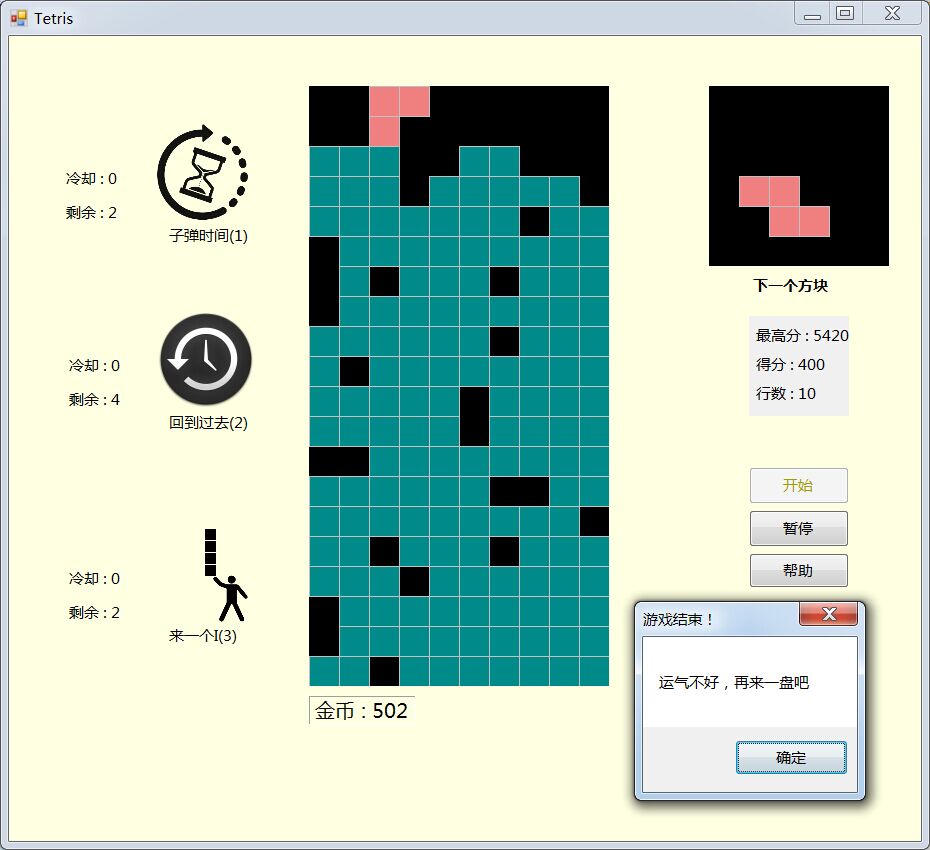 Tetris
冷却 : 0
剩余 : 2
子弹时间(1)
冷却 : 0
剩余 : 4
回到过去(2)
冷却 : 0
剩余 : 2
来一个I(3)
金币 : 502
下一个方块
最高分 : 5420
得分 : 400
行数 : 10
开始
暂停
帮助
游戏结束！
运气不好，再来一盘吧
确定